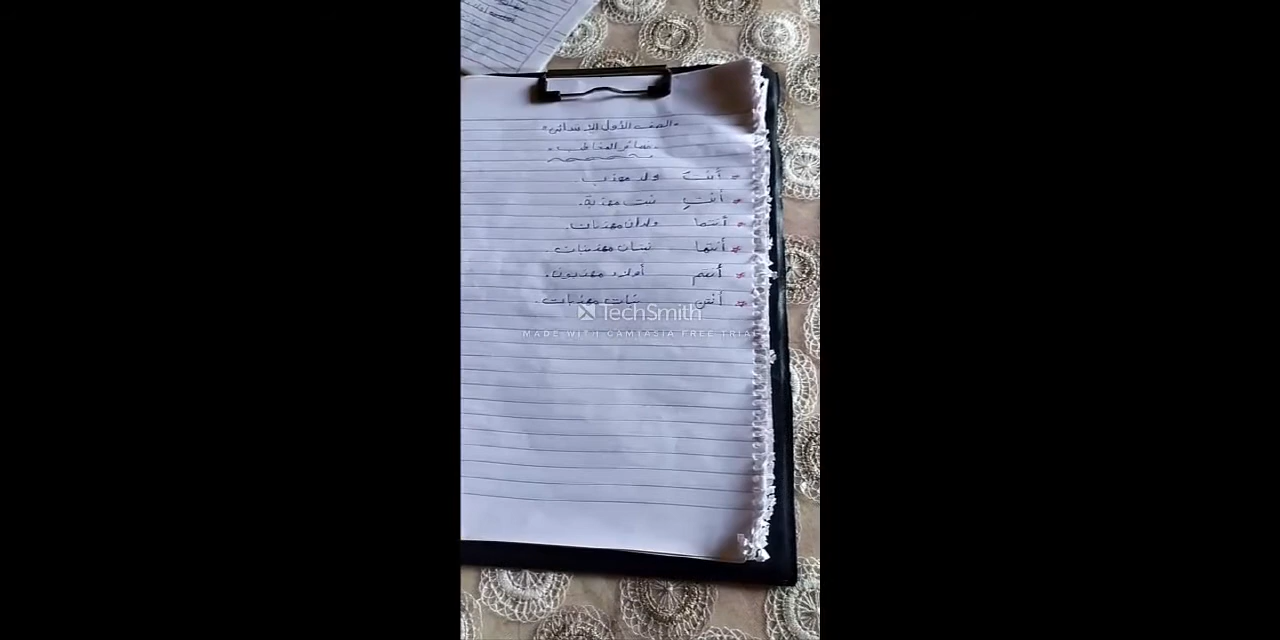 "الصف الأول الإبتدائي"
"ضمائر المخاطب"
* أنتَ ولد مهذب
* أنتِ بنت مهذبة.
* أنتما ولدان مهذبان.
* أنتما بنتان مهذبتان.
* أنتم أولاد مهذبون.
* أنتن بنات مهذبات.
TechSmith
MADE WITH CAMTASIA FREE TRIAL